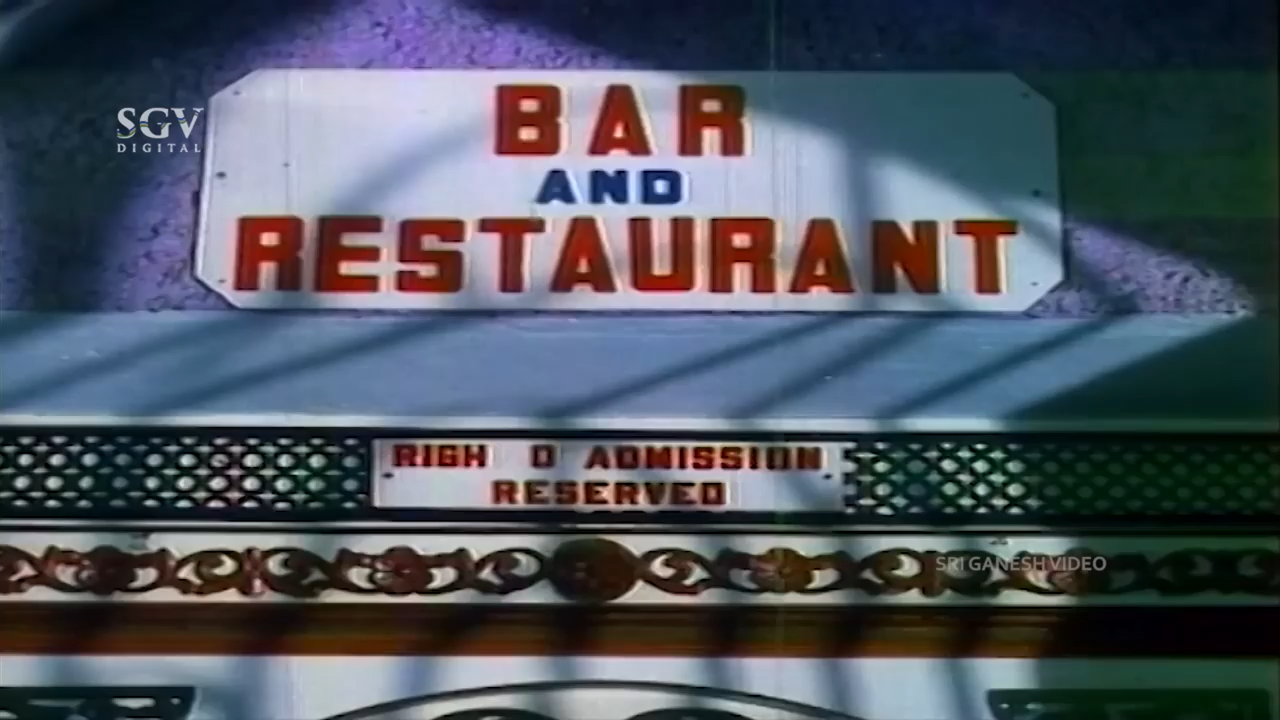 SGV
DIGITAL
BAR
AND
RESTAURANT
RIGH O ADMISSION
RESERVED
SRI GANESH VIDEO